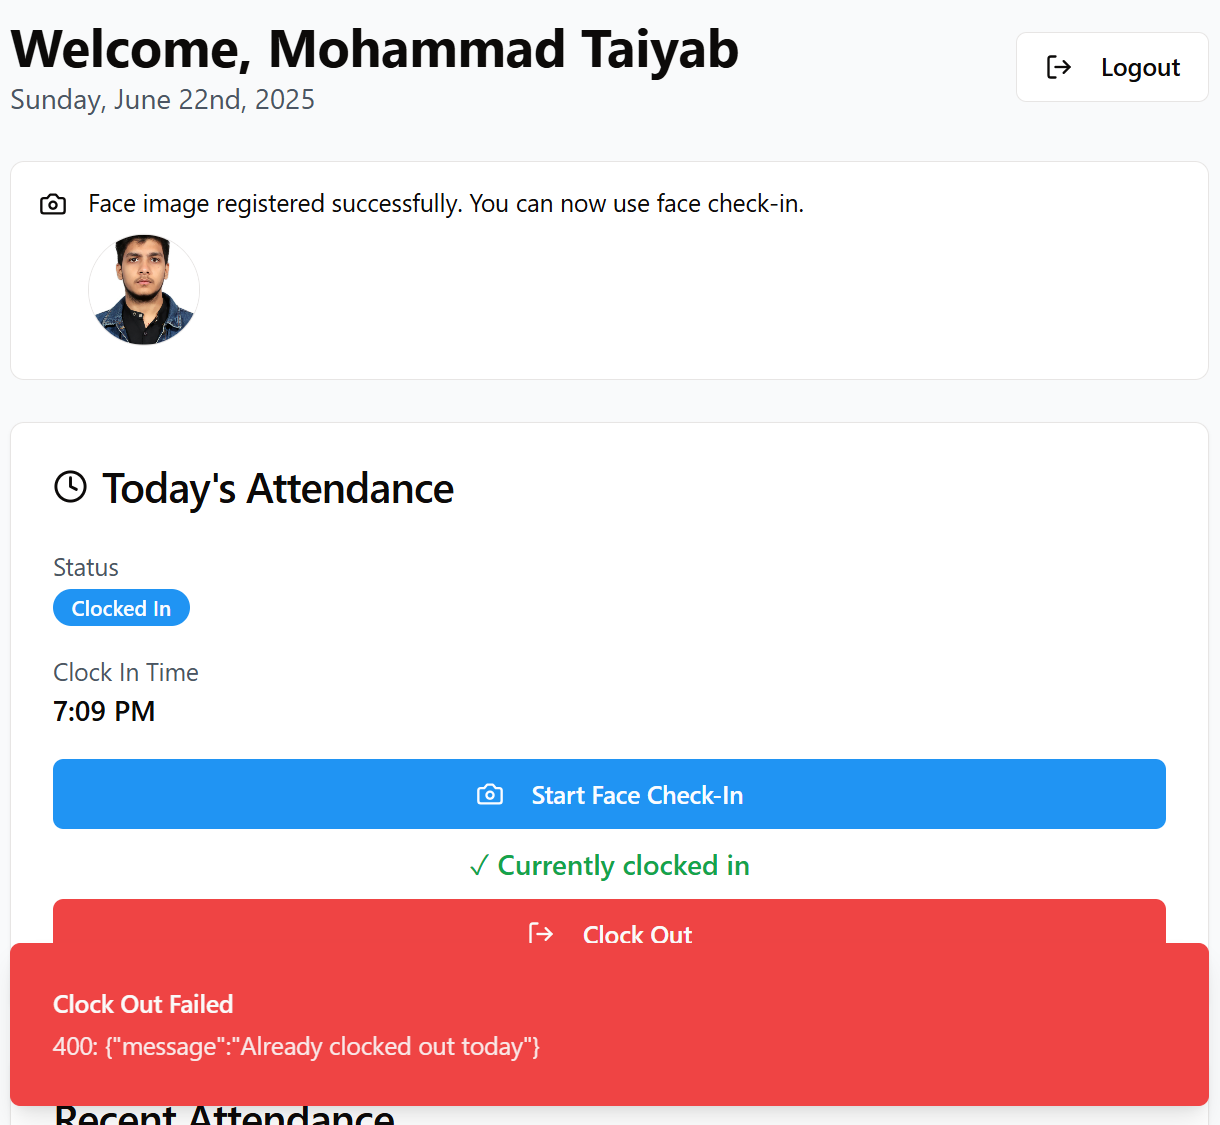 Welcome, Mohammad Taiyab
Logout
Sunday, June 22nd, 2025
Face image registered successfully. You can now use face check-in.
Today's Attendance
Status
Clocked In
Clock In Time
7:09 PM
Start Face Check-In
✓ Currently clocked in
Clock Out
Clock Out Failed
400: {"message":"Already clocked out today"}
Recent Attendance